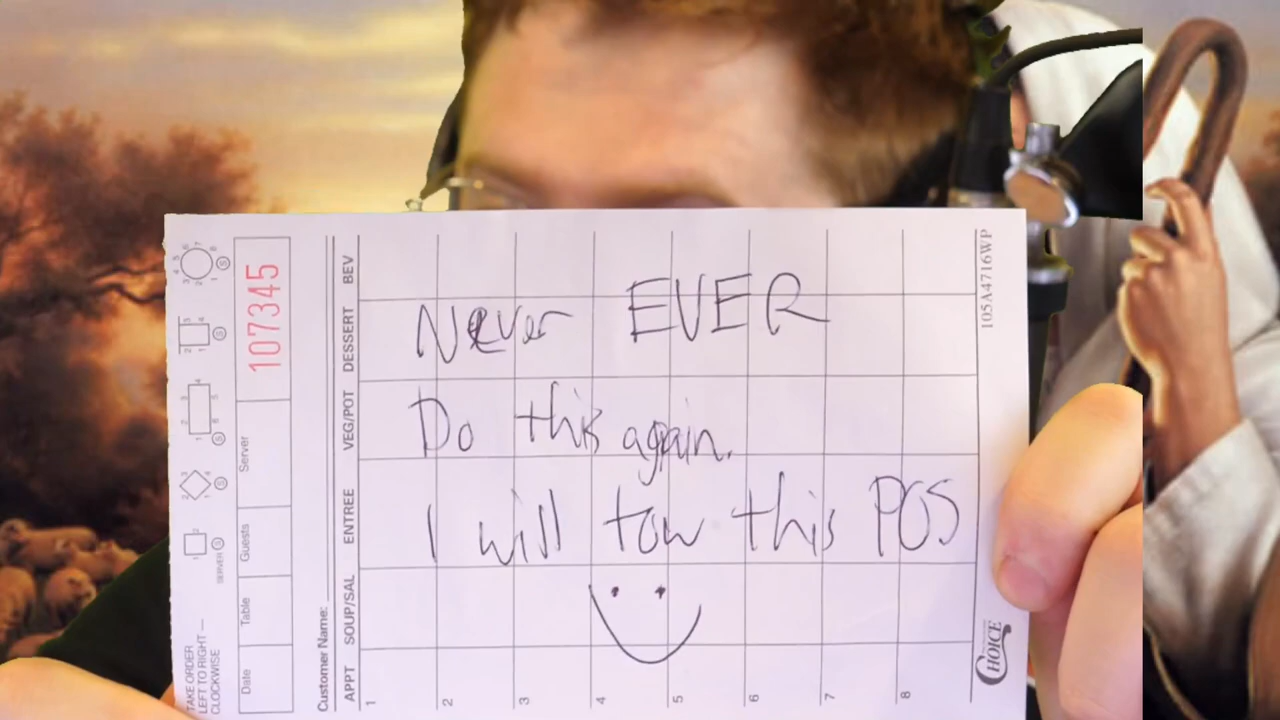 Never EVER
Do this again.
I will tow this POS
TAKE ORDER
LEFT TO RIGHT —
CLOCKWISE
SERVER
Date
Table
Guests
Server
107345
Customer Name:
APPT SOUP/SAL ENTREE VEG/POT DESSERT BEV
1
2
3
4
5
6
7
8
CHOICE
105A4716WP